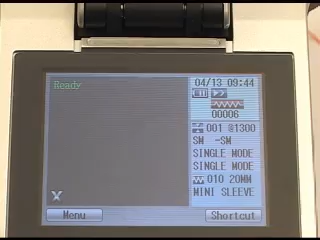 04/13 09:44
Ready
00006
001 @1300
SM -SM
SINGLE MODE
SINGLE MODE
010 20MM
MINI SLEEVE
X
Menu
Shortcut